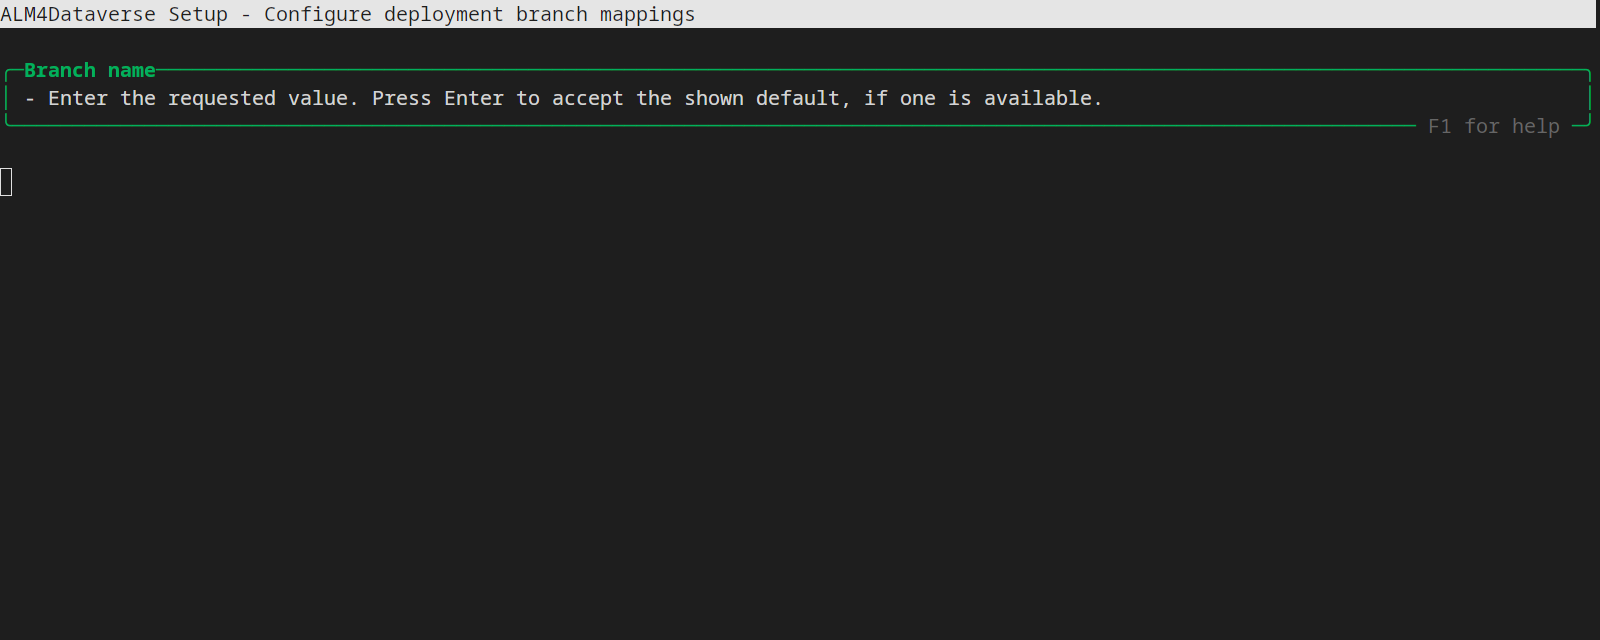 ALM4Dataverse Setup - Configure deployment branch mappings
Branch name
- Enter the requested value. Press Enter to accept the shown default, if one is available.
F1 for help